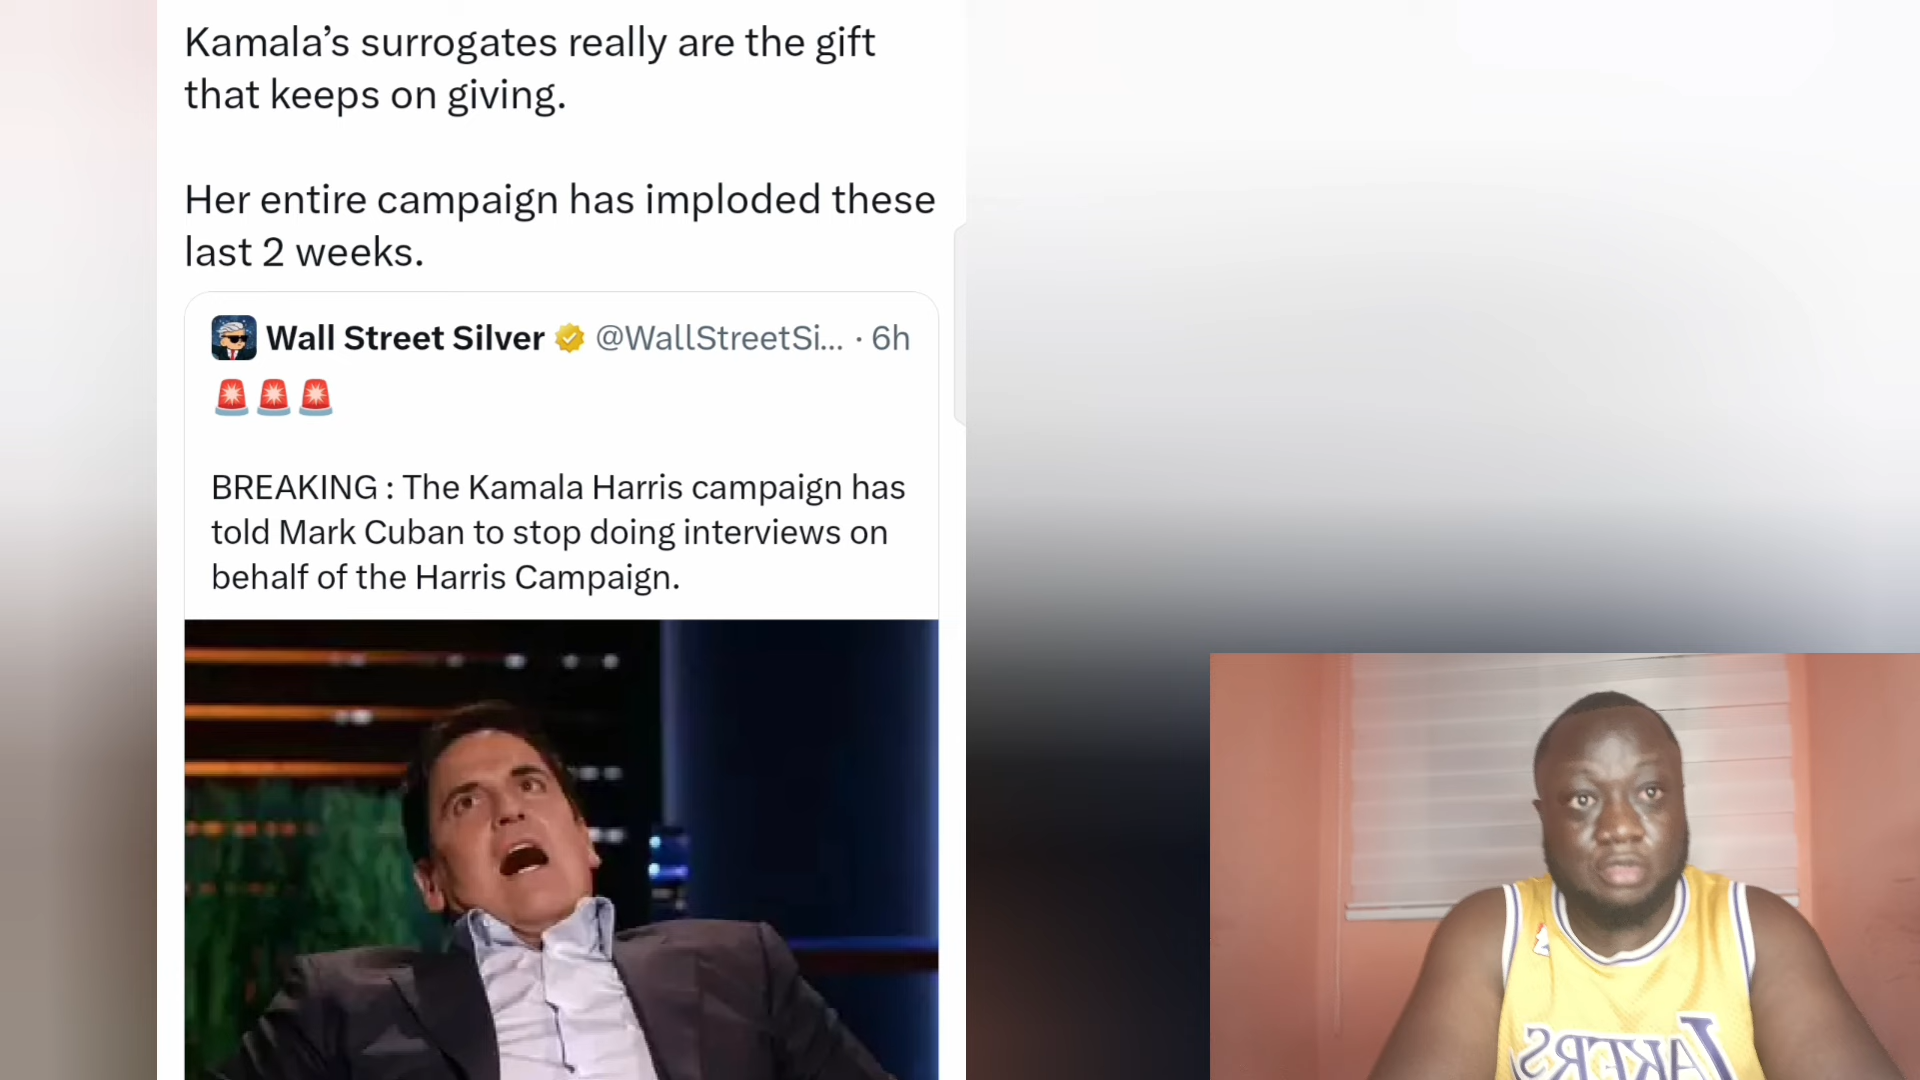 Kamala’s surrogates really are the gift
that keeps on giving.
Her entire campaign has imploded these
last 2 weeks.
Wall Street Silver @WallStreetSi... · 6h
BREAKING : The Kamala Harris campaign has
told Mark Cuban to stop doing interviews on
behalf of the Harris Campaign.
LAKERS